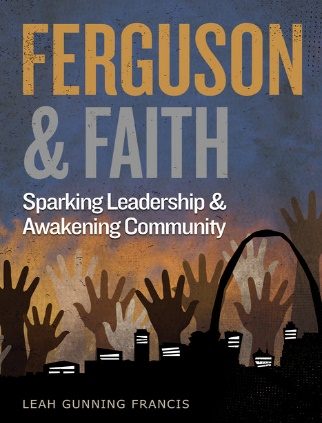 FERGUSON
& FAITH
Sparking Leadership &
Awakening Community
LEAH GUNNING FRANCIS